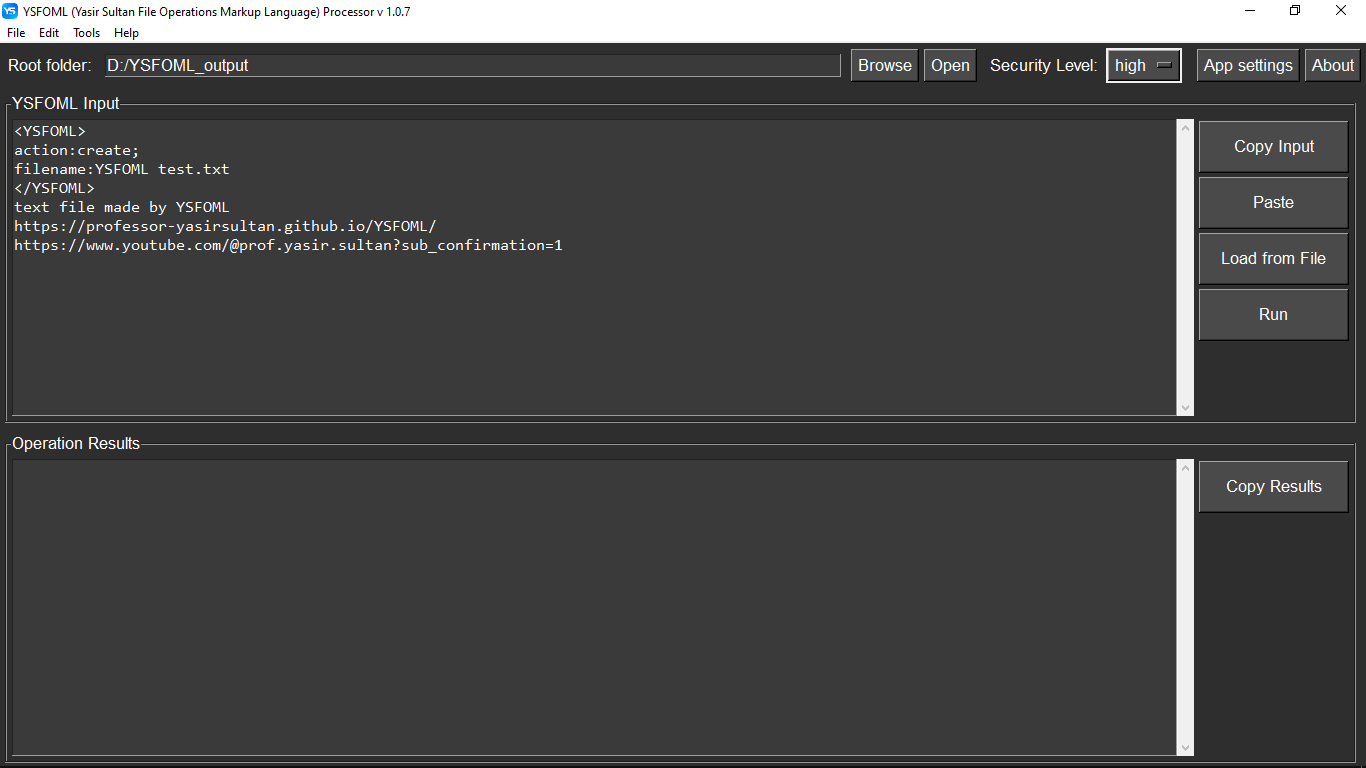 YS YSFOML (Yasir Sultan File Operations Markup Language) Processor v 1.0.7
File Edit Tools Help
Root folder: D:/YSFOML_output Browse Open Security Level: high App settings About
YSFOML Input
<YSFOML>
action:create;
filename:YSFOML test.txt
</YSFOML>
text file made by YSFOML
https://professor-yasirsultan.github.io/YSFOML/
https://www.youtube.com/@prof.yasir.sultan?sub_confirmation=1
Copy Input
Paste
Load from File
Run
Operation Results
Copy Results